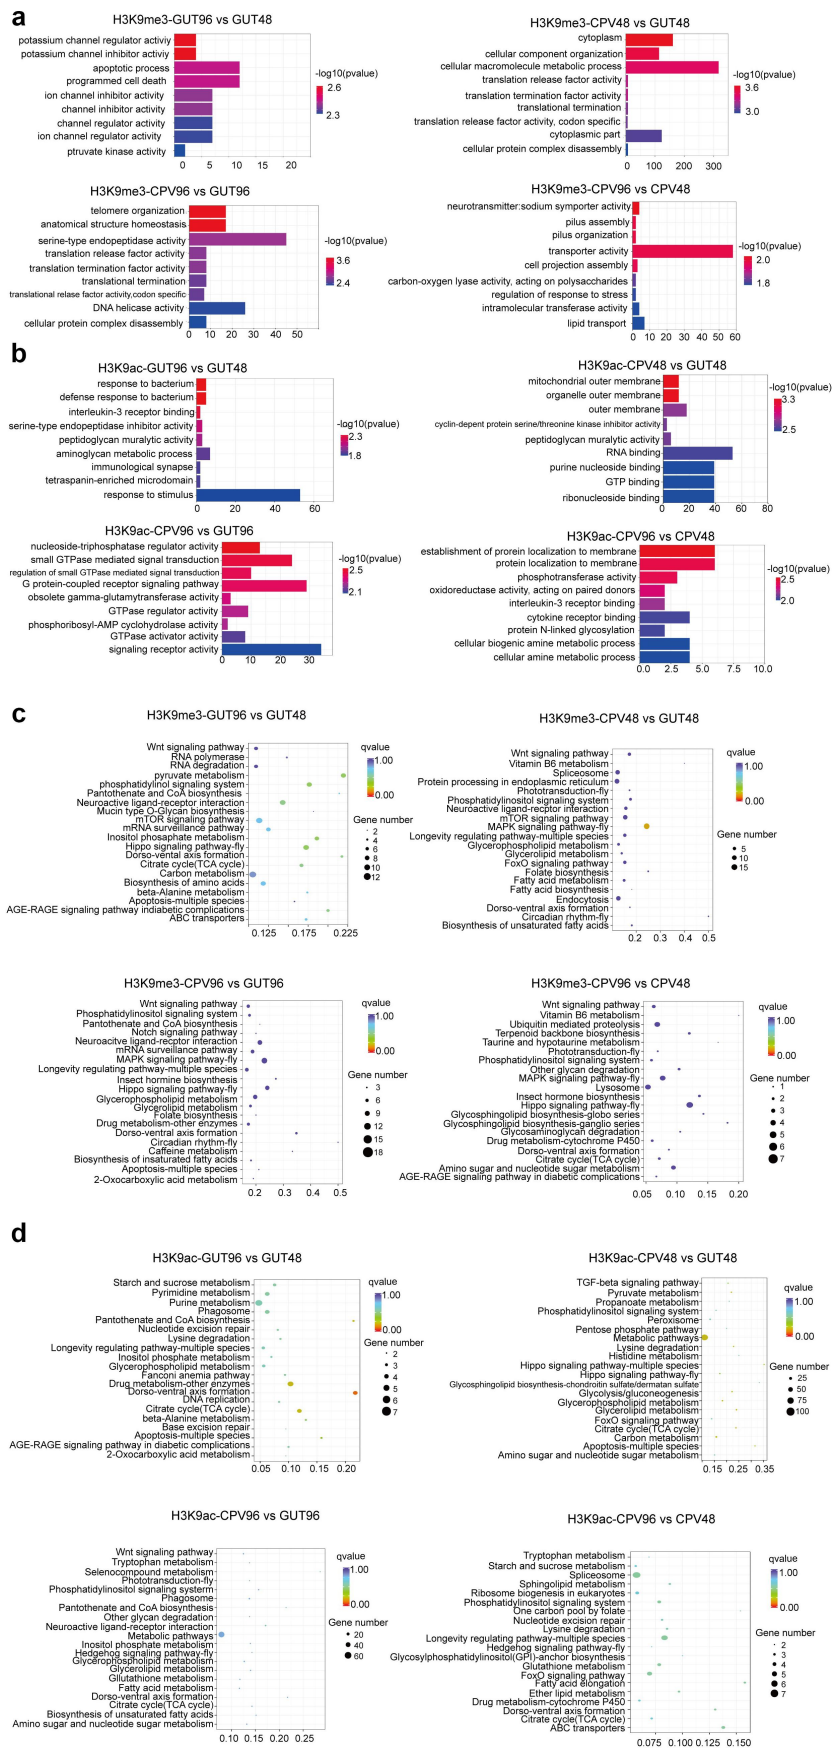 a
H3K9me3-GUT96 vs GUT48
potassium channel regulator activiy
potassium channel inhibitor activiy
apoptotic process
programmed cell death
ion channel inhibitor activity
channel inhibitor activity
channel regulator activity
ion channel regulator activity
ptruvate kinase activity
0 5 10 15 20
-log10(pvalue)
2.6
2.3
H3K9me3-CPV48 vs GUT48
cytoplasm
cellular component organization
cellular macromolecule metabolic process
translation release factor activity
translation termination factor activity
translational termination
translation release factor activity, codon specific
cytoplasmic part
cellular protein complex disassembly
0 100 200 300
-log10(pvalue)
3.6
3.0
H3K9me3-CPV96 vs GUT96
telomere organization
anatomical structure homeostasis
serine-type endopeptidase activity
translation release factor activity
translation termination factor activity
translational termination
translational relase factor activity,codon specific
DNA helicase activity
cellular protein complex disassembly
0 10 20 30 40 50
-log10(pvalue)
3.6
2.4
H3K9me3-CPV96 vs CPV48
neurotransmitter:sodium symporter activity
pilus assembly
pilus organization
transporter activity
cell projection assembly
carbon-oxygen lyase activity, acting on polysaccharides
regulation of response to stress
intramolecular transferase activity
lipid transport
0 10 20 30 40 50 60
-log10(pvalue)
2.0
1.8
b
H3K9ac-GUT96 vs GUT48
response to bacterium
defense response to bacterium
interleukin-3 receptor binding
serine-type endopeptidase inhibitor activity
peptidoglycan muralytic activity
aminoglycan metabolic process
immunological synapse
tetraspanin-enriched microdomain
response to stimulus
0 20 40 60
-log10(pvalue)
2.3
1.8
H3K9ac-CPV48 vs GUT48
mitochondrial outer membrane
organelle outer membrane
outer membrane
cyclin-depent protein serine/threonine kinase inhibitor activity
peptidoglycan muralytic activity
RNA binding
purine nucleoside binding
GTP binding
ribonucleoside binding
0 20 40 60 80
-log10(pvalue)
3.3
2.5
H3K9ac-CPV96 vs GUT96
nucleoside-triphosphatase regulator activity
small GTPase mediated signal transduction
regulation of small GTPase mediated signal transduction
G protein-coupled receptor signaling pathway
obsolete gamma-glutamytransferase activity
GTPase regulator activity
phosphoribosyl-AMP cyclohydrolase activity
GTPase activator activity
signaling receptor activity
0 10 20 30
-log10(pvalue)
2.5
2.1
H3K9ac-CPV96 vs CPV48
establishment of prorein localization to membrane
protein localization to membrane
phosphotransferase activity
oxidoreductase activity, acting on paired donors
interleukin-3 receptor binding
cytokine receptor binding
protein N-linked glycosylation
cellular biogenic amine metabolic process
cellular amine metabolic process
0.0 2.5 5.0 7.5 10.0
-log10(pvalue)
2.5
2.0
c
H3K9me3-GUT96 vs GUT48
Wnt signaling pathway
RNA polymerase
RNA degradation
pyruvate metabolism
phosphatidylinol signaling system
Pantothenate and CoA biosynthesis
Neuroactive ligand-receptor interaction
Mucin type O-Glycan biosynthesis
mTOR signaling pathway
mRNA surveillance pathway
Inositol phosaphate metabolism
Hippo signaling pathway-fly
Dorso-vental axis formation
Citrate cycle(TCA cycle)
Carbon metabolism
Biosynthesis of amino acids
beta-Alanine metabolism
Apoptosis-multiple species
AGE-RAGE signaling pathway indiabetic complications
ABC transporters
0.125 0.175 0.225
qvalue
1.00
0.00
Gene number
2
4
6
8
10
12
H3K9me3-CPV48 vs GUT48
Wnt signaling pathway
Vitamin B6 metabolism
Spliceosome
Protein processing in endoplasmic reticulum
Phototransduction-fly
Phosphatidylinositol signaling system
Neuroactive ligand-recptor interaction
mTOR signaling pathway
MAPK signaling pathway-fly
Longevity regulating pathway-multiple species
Glycerophospholipid metabolism
Glycerolipid metabolism
FoxO signaling pathway
Folate biosynthesis
Fatty acid metabolism
Fatty acid biosynthesis
Endocytosis
Dorso-ventral axis formation
Circadian rhythm-fly
Biosynthesis of unsaturated fatty acids
0.2 0.3 0.4 0.5
qvalue
1.00
0.00
Gene number
5
10
15
H3K9me3-CPV96 vs GUT96
Wnt signaling pathway
Phosphatidylinositol signaling system
Pantothenate and CoA biosynthesis
Notch signaling pathway
Neuroacitve ligand-recptor interaction
mRNA surveillance pathway
MAPK signaling pathway-fly
Longevity regulating pathway-multiple species
Insect hormine biosynthesis
Hippo signaling pathway-fly
Glycerophospholipid metabolism
Glycerolipid metabolism
Folate biosynthesis
Drug metabolism-other enzymes
Dorso-ventral axis formation
Circadian rhythm-fly
Caffeine metabolism
Biosynthesis of insaturated fatty acids
Apoptosis-multiple species
2-Oxocarboxylic acid metabolism
0.2 0.3 0.4 0.5
qvalue
1.00
0.00
Gene number
3
6
9
12
15
18
H3K9me3-CPV96 vs CPV48
Wnt signaling pathway
Vitamin B6 metabolism
Ubiquitin mediated proteolysis
Terpenoid backbone biosynthesis
Taurine and hypotaurine metabolism
Phototransduction-fly
Phosphatidylinositol signaling system
Other glycan degradation
MAPK signaling pathway-fly
Lysosome
Insect hormone biosynthesis
Hippo signaling pathway-fly
Glycosphingolipid biosynthesis-globo series
Glycosphingolipid biosynthesis-ganglio series
Glycosaminoglycan degradation
Drug metabolism-cytochrome P450
Dorso-ventral axis formation
Citrate cycle(TCA cycle)
Amino sugar and nucleotide sugar metabolism
AGE-RAGE signaling pathway in diabetic complications
0.05 0.10 0.15 0.20
qvalue
1.00
0.00
Gene number
1
2
3
4
5
6
7
d
H3K9ac-GUT96 vs GUT48
Starch and sucrose metabolism
Pyrimidine metabolism
Purine metabolism
Phagosome
Pantothenate and CoA biosynthesis
Nucleotide excision repair
Lysine degradation
Longevity regulating pathway-multiple species
Inositol phosphate metabolism
Glycerophospholipid metabolism
Fanconi anemia pathway
Drug metabolism-other enzymes
Dorso-ventral axis formation
DNA replication
Citrate cycle(TCA cycle)
beta-Alanine metabolism
Base excision repair
Apoptosis-multiple species
AGE-RAGE signaling pathway in diabetic complications
2-Oxocarboxylic acid metabolism
0.05 0.10 0.15 0.20
qvalue
1.00
0.00
Gene number
2
3
4
5
6
7
H3K9ac-CPV48 vs GUT48
TGF-beta signaling pathway
Pyruvate metabolism
Propanoate metabolism
Phosphatidylinositol signaling system
Peroxisome
Pentose phosphate pathway
Metabolic pathways
Lysine degradation
Histidine metabolism
Hippo signaling pathway-multiple species
Hippo signaling pathway-fly
Glycosphingolipid biosynthesis-chondroitin sulfate/dermatan sulfate
Glycolysis/gluconeogenesis
Glycerophospholipid metabolism
Glycerolipid metabolism
FoxO signaling pathway
Citrate cycle(TCA cycle)
Carbon metabolism
Apoptosis-multiple species
Amino sugar and nucleotide sugar metabolism
0.15 0.25 0.35
qvalue
1.00
0.00
Gene number
25
50
75
100
H3K9ac-CPV96 vs GUT96
Wnt signaling pathway
Tryptophan metabolism
Selenocompound metabolism
Phototransduction-fly
Phosphatidylinositol signaling systerm
Phagosome
Pantothenate and CoA biosynthesis
Other glycan degradation
Neuroactive ligand-receptor interaction
Metabolic pathways
Inositol phosphate metabolism
Hedgehog signaling pathway-fly
Glycerophospholipid metabolism
Glycerolipid metabolism
Gllutathione metabolism
Fatty acid metabolism
Dorso-ventral axis formation
Citrate cycle(TCA cycle)
Biosynthesis of unsaturated fatty acids
Amino sugar and nucleotide sugar metabolism
0.10 0.15 0.20 0.25
qvalue
1.00
0.00
Gene number
20
40
60
H3K9ac-CPV96 vs CPV48
Tryptophan metabolism
Starch and sucrose metabolism
Spliceosome
Sphingolipid metabolism
Ribosome biogenesis in eukaryotes
Phosphatidylinositol signaling system
One carbon pool by folate
Nucleotide excision repair
Lysine degradation
Longevity regulating pathway-multiple species
Hedgehog signaling pathway-fly
Glycosylphosphatidylinositol(GPI)-anchor biosynthesis
Glutathione metabolism
FoxO signaling pathway
Fatty acid elongation
Ether lipid metabolism
Drug metabolism-cytochrome P450
Dorso-ventral axis formation
Citrate cycle(TCA cycle)
ABC transporters
0.075 0.100 0.125 0.150
qvalue
1.00
0.00
Gene number
2
3
4
5
6
7